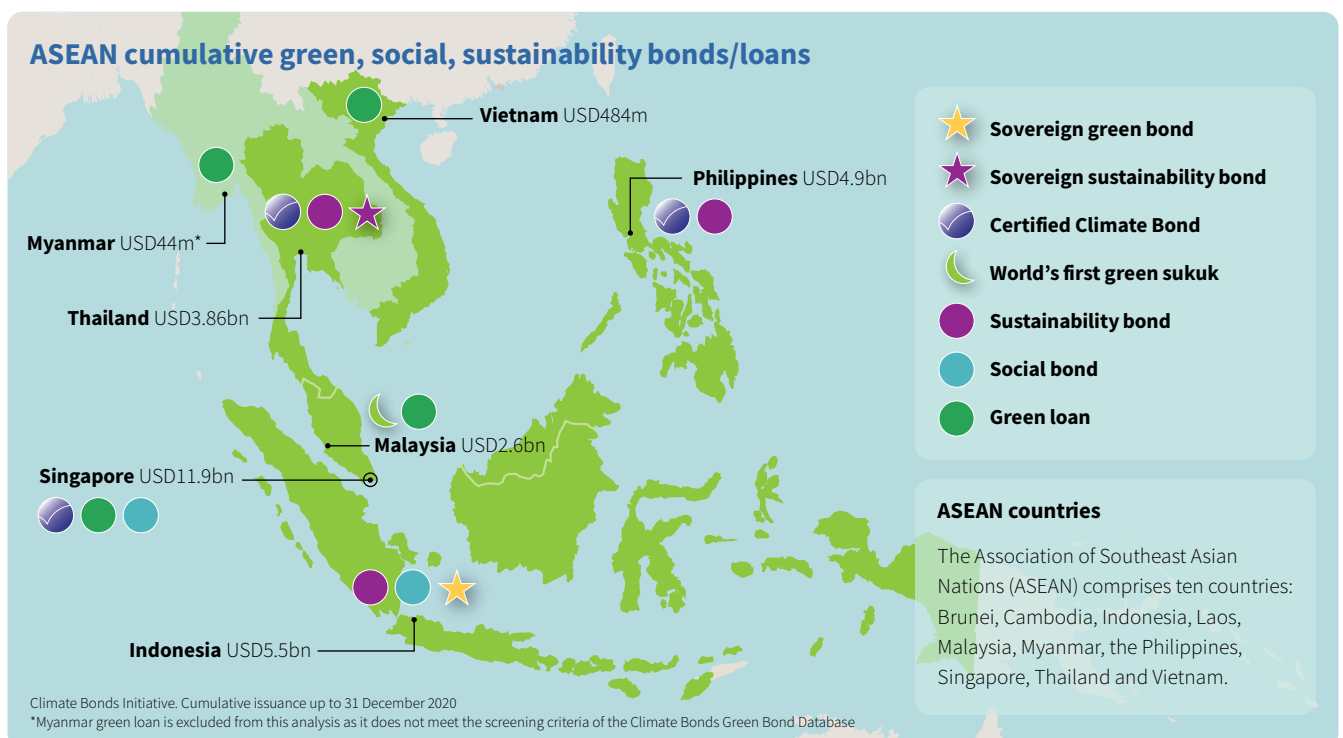 ASEAN cumulative green, social, sustainability bonds/loans
Vietnam USD484m
Philippines USD4.9bn
Myanmar USD44m*
Thailand USD3.86bn
Malaysia USD2.6bn
Singapore USD11.9bn
Indonesia USD5.5bn
Sovereign green bond
Sovereign sustainability bond
Certified Climate Bond
World’s first green sukuk
Sustainability bond
Social bond
Green loan
ASEAN countries
The Association of Southeast Asian
Nations (ASEAN) comprises ten countries:
Brunei, Cambodia, Indonesia, Laos,
Malaysia, Myanmar, the Philippines,
Singapore, Thailand and Vietnam.
Climate Bonds Initiative. Cumulative issuance up to 31 December 2020
*Myanmar green loan is excluded from this analysis as it does not meet the screening criteria of the Climate Bonds Green Bond Database